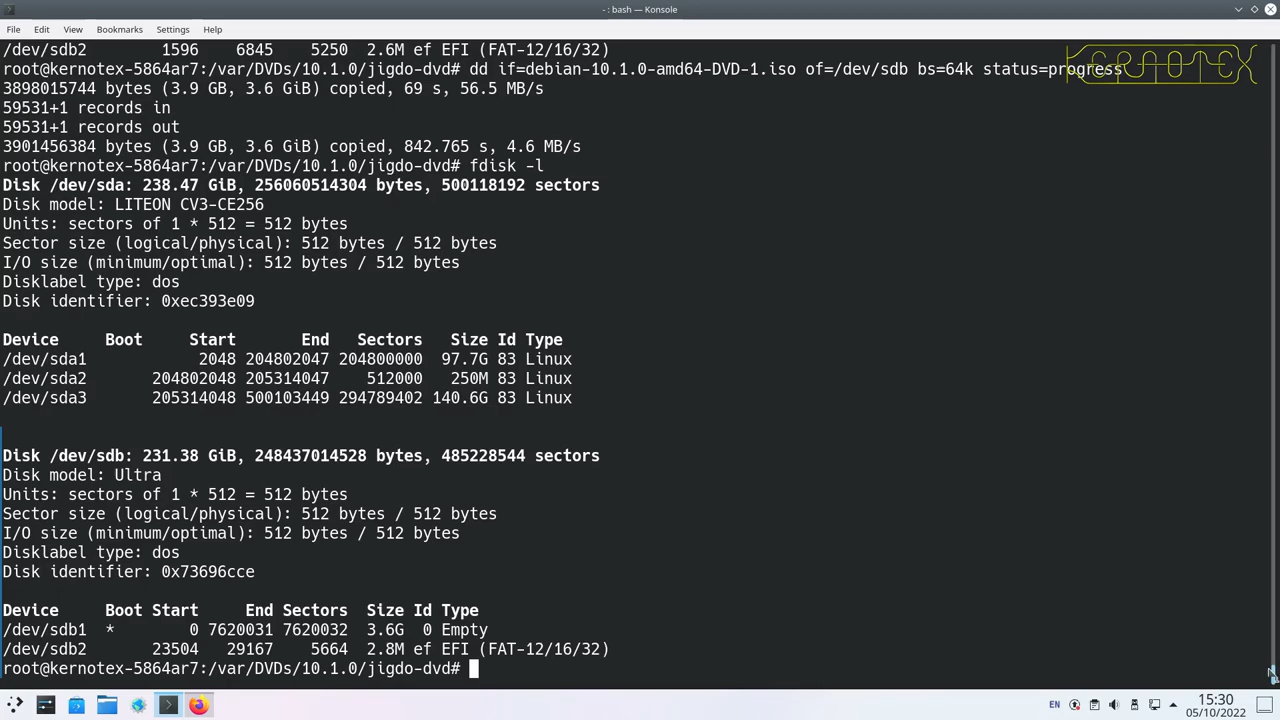 - : bash — Konsole
File Edit View Bookmarks Settings Help
/dev/sdb2 1596 6845 5250 2.6M ef EFI (FAT-12/16/32)
root@kernotex-5864ar7:/var/DVDs/10.1.0/jigdo-dvd# dd if=debian-10.1.0-amd64-DVD-1.iso of=/dev/sdb bs=64k status=progress
KERNOTEX
3898015744 bytes (3.9 GB, 3.6 GiB) copied, 69 s, 56.5 MB/s
59531+1 records in
59531+1 records out
3901456384 bytes (3.9 GB, 3.6 GiB) copied, 842.765 s, 4.6 MB/s
root@kernotex-5864ar7:/var/DVDs/10.1.0/jigdo-dvd# fdisk -l
Disk /dev/sda: 238.47 GiB, 256060514304 bytes, 500118192 sectors
Disk model: LITEON CV3-CE256
Units: sectors of 1 * 512 = 512 bytes
Sector size (logical/physical): 512 bytes / 512 bytes
I/O size (minimum/optimal): 512 bytes / 512 bytes
Disklabel type: dos
Disk identifier: 0xec393e09
Device Boot Start End Sectors Size Id Type
/dev/sda1 2048 204802047 204800000 97.7G 83 Linux
/dev/sda2 204802048 205314047 512000 250M 83 Linux
/dev/sda3 205314048 500103449 294789402 140.6G 83 Linux
Disk /dev/sdb: 231.38 GiB, 248437014528 bytes, 485228544 sectors
Disk model: Ultra
Units: sectors of 1 * 512 = 512 bytes
Sector size (logical/physical): 512 bytes / 512 bytes
I/O size (minimum/optimal): 512 bytes / 512 bytes
Disklabel type: dos
Disk identifier: 0x73696cce
Device Boot Start End Sectors Size Id Type
/dev/sdb1 * 0 7620031 7620032 3.6G 0 Empty
/dev/sdb2 23504 29167 5664 2.8M ef EFI (FAT-12/16/32)
root@kernotex-5864ar7:/var/DVDs/10.1.0/jigdo-dvd#
EN 15:30
05/10/2022